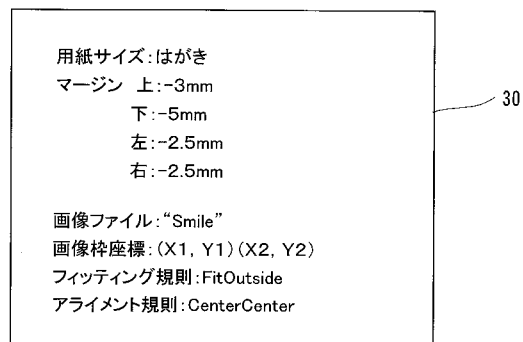 用紙サイズ:はがき
マージン 上:-3mm
下:-5mm
左:-2.5mm
右:-2.5mm
30
画像ファイル:“Smile”
画像枠座標:(X1, Y1)(X2, Y2)
フィッティング規則:FitOutside
アライメント規則:CenterCenter